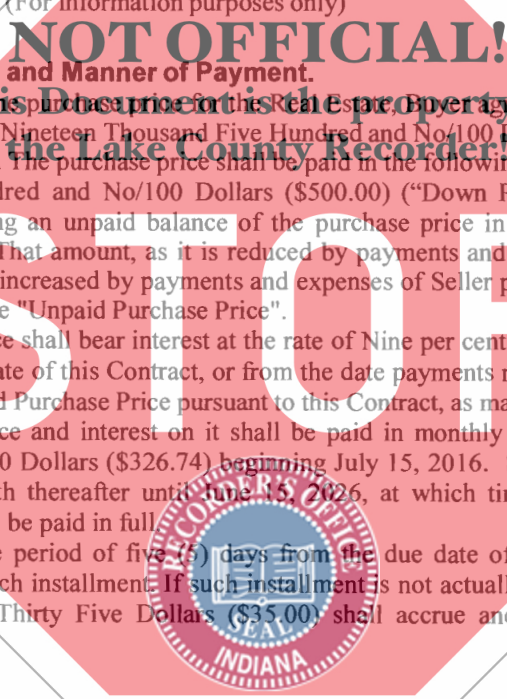 (For information purposes only)
NOT OFFICIAL!
and Manner of Payment.
is Document is the property
he purchase price for the Real Estate, Buyer ag
Nineteen Thousand Five Hundred and No/100
the Lake County Recorder!
The purchase price shall be paid in the followin
dred and No/100 Dollars ($500.00) (“Down P
ng an unpaid balance of the purchase price in
That amount, as it is reduced by payments and
increased by payments and expenses of Seller p
e "Unpaid Purchase Price".
STOP
ce shall bear interest at the rate of Nine per cent
ate of this Contract, or from the date payments
d Purchase Price pursuant to this Contract, as ma
ce and interest on it shall be paid in monthly
0 Dollars ($326.74) beginning July 15, 2016.
th thereafter until June 15, 2026, at which ti
be paid in full.
e period of five (5) days from the due date of
ch installment. If such installment is not actuall
Thirty Five Dollars ($35.00) shall accrue and
RECORDER'S OFFICE
SEAL
INDIANA